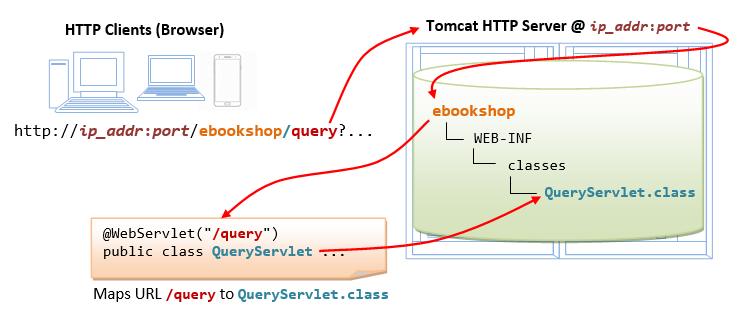 HTTP Clients (Browser)
http://ip_addr:port/ebookshop/query?...
Tomcat HTTP Server @ ip_addr:port
ebookshop
WEB-INF
classes
QueryServlet.class
@WebServlet("/query")
public class QueryServlet ...
Maps URL /query to QueryServlet.class